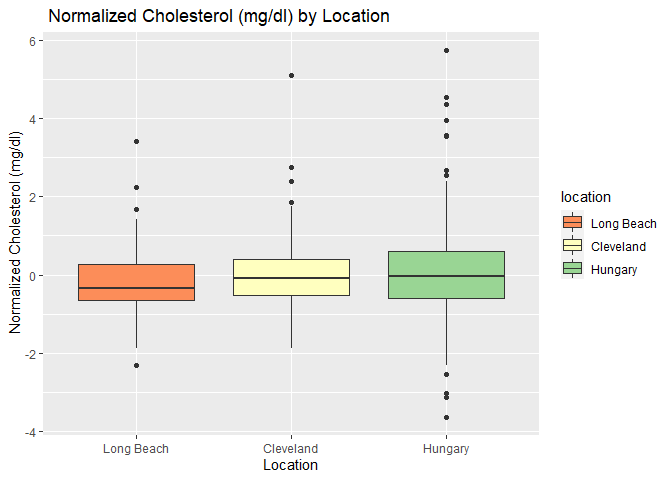 Normalized Cholesterol (mg/dl) by Location
Normalized Cholesterol (mg/dl)
6
4
2
0
-2
-4
Long Beach
Cleveland
Hungary
Location
location
Long Beach
Cleveland
Hungary